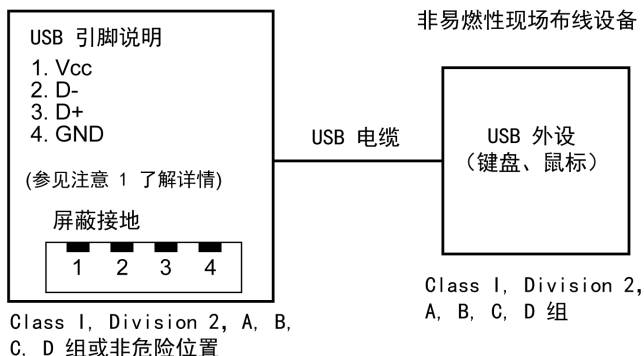 非易燃性现场布线设备
USB 引脚说明
1. Vcc
2. D-
3. D+
4. GND
(参见注意 1 了解详情)
屏蔽接地
1 2 3 4
USB 电缆
USB 外设
（键盘、鼠标）
Class I, Division 2, A, B,
C, D 组或非危险位置
Class I, Division 2,
A, B, C, D 组